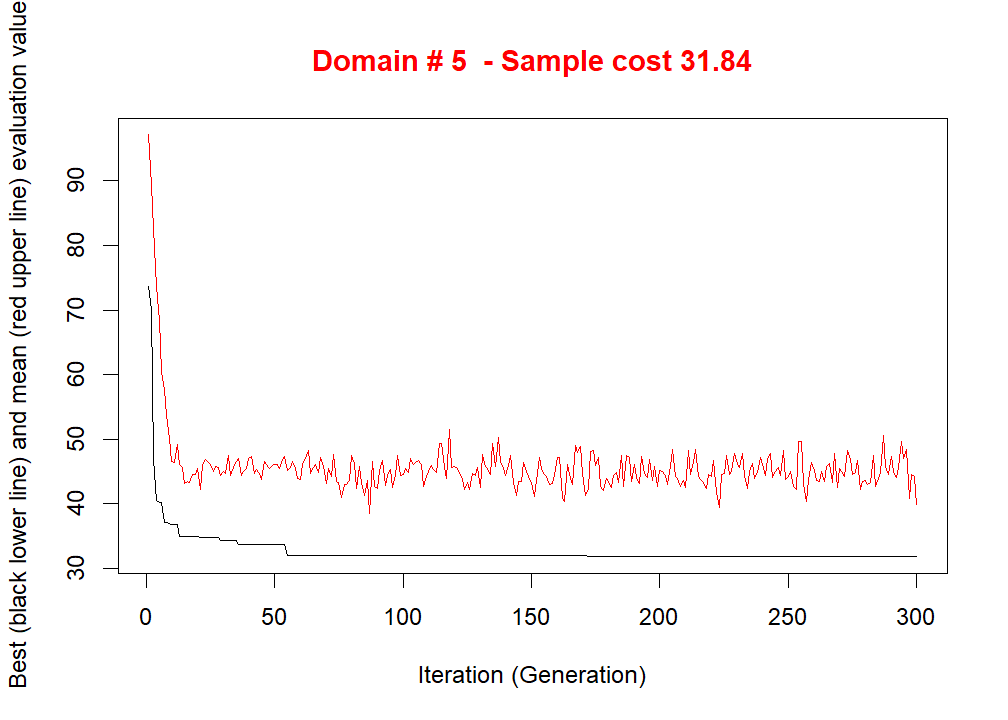 Domain # 5  - Sample cost 31.84
Best (black lower line) and mean (red upper line) evaluation value
90
80
70
60
50
40
30
0 50 100 150 200 250 300
Iteration (Generation)